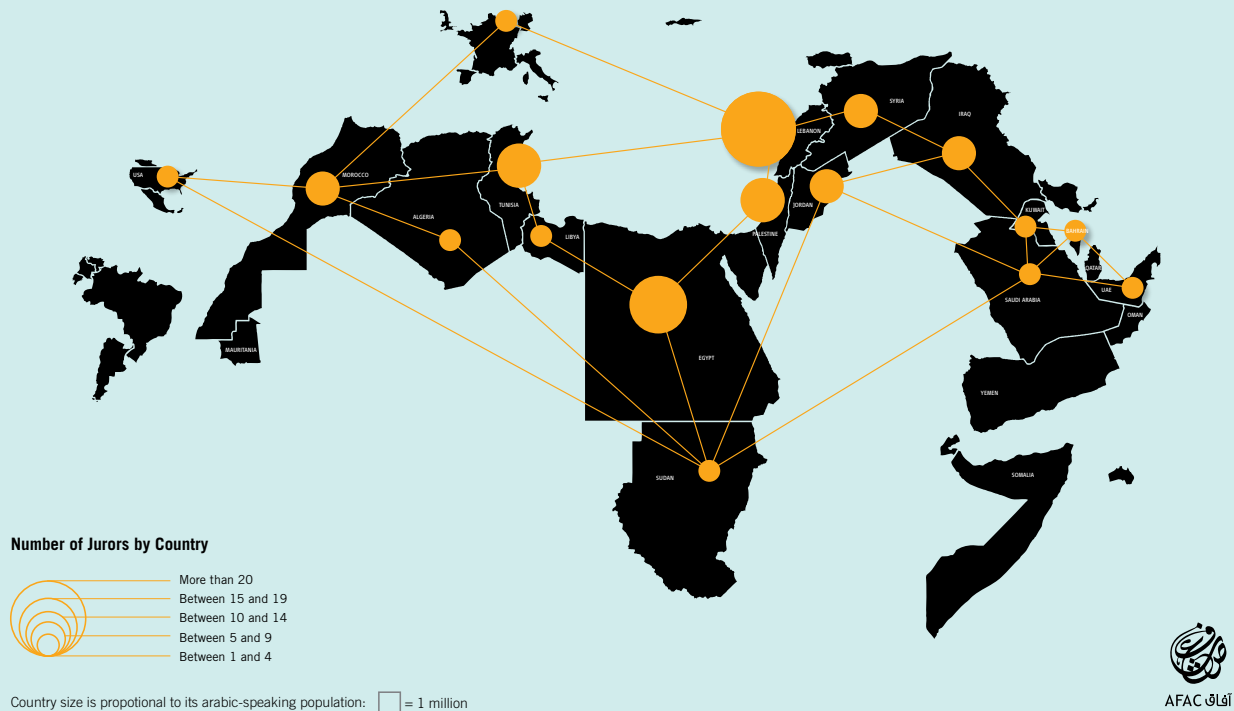 SYRIA
LEBANON
IRAQ
USA
MOROCCO
TUNISIA
JORDAN
ALGERIA
KUWAIT
LIBYA
PALESTINE
BAHRAIN
QATAR
UAE
SAUDI ARABIA
OMAN
MAURITANIA
EGYPT
YEMEN
SUDAN
SOMALIA
Number of Jurors by Country
More than 20
Between 15 and 19
Between 10 and 14
Between 5 and 9
Between 1 and 4
Country size is propotional to its arabic-speaking population: = 1 million
AFAC آفاق